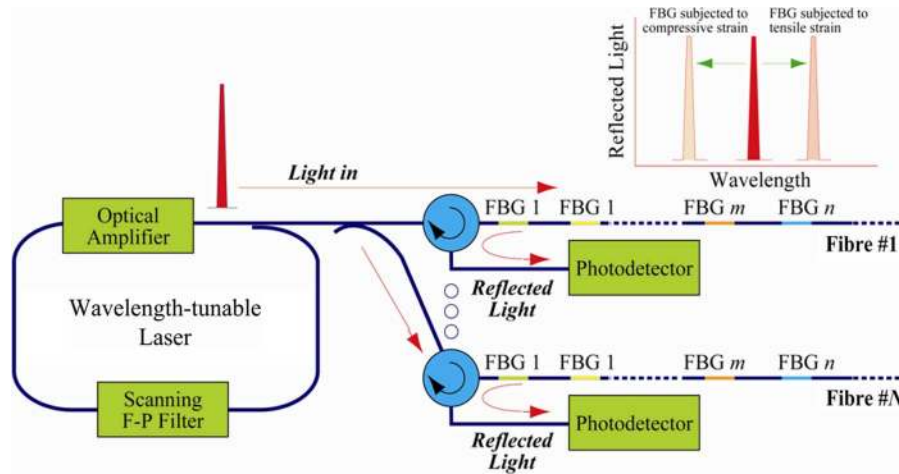 FBG subjected to
compressive strain
FBG subjected to
tensile strain
Reflected Light
Wavelength
Light in
Optical
Amplifier
FBG 1
FBG 1
FBG m
FBG n
Fibre #1
Photodetector
Reflected
Light
Wavelength-tunable
Laser
Scanning
F-P Filter
FBG 1
FBG 1
FBG m
FBG n
Fibre #N
Photodetector
Reflected
Light